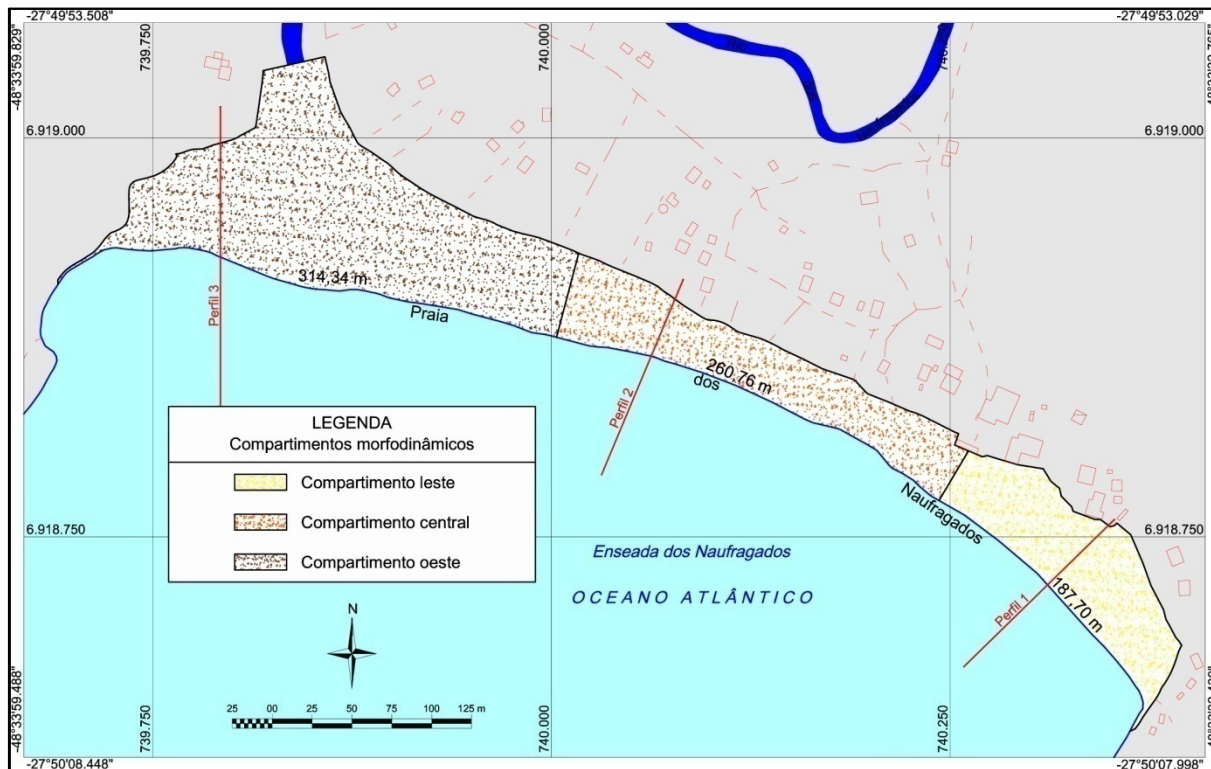 -27°49'53.508"
-27°49'53.029"
-48°33'59.829"
739.750
740.000
6.919.000
6.919.000
Perfil 3
314,34 m
Praia
Perfil 2
260,76 m
dos
Naufragados
LEGENDA
Compartimentos morfodinâmicos
Compartimento leste
Compartimento central
Compartimento oeste
6.918.750
6.918.750
Enseada dos Naufragados
OCEANO ATLÂNTICO
Perfil 1
187,70 m
N
25 00 25 50 75 100 125 m
-48°33'59.488"
739.750
740.000
740.250
-27°50'08.448"
-27°50'07.998"